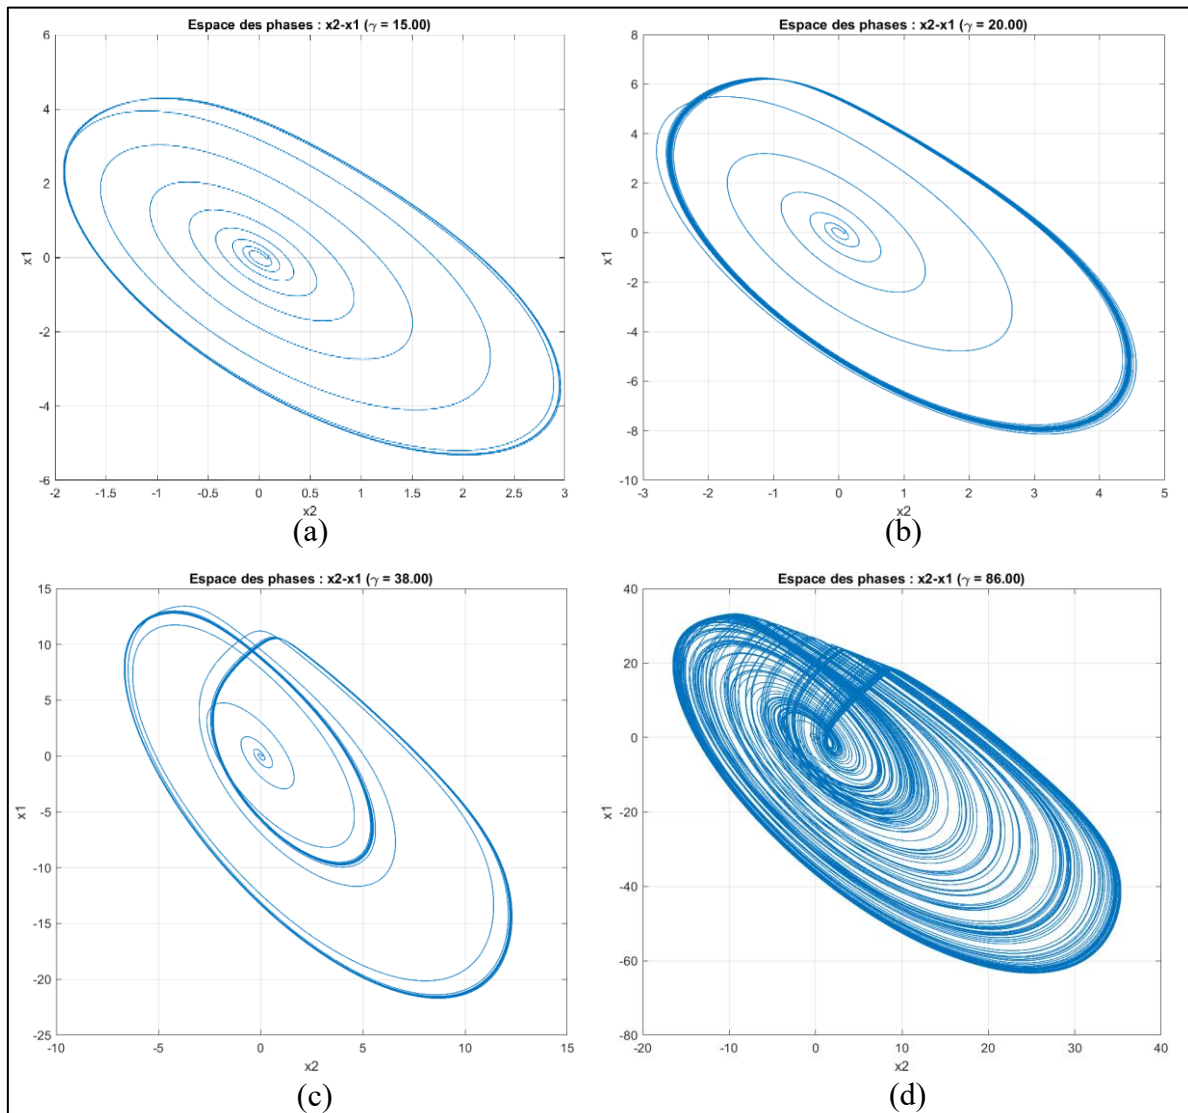 Espace des phases : x2-x1 (γ = 15.00)
6
4
2
0
-2
-4
-6
x1
-2 -1.5 -1 -0.5 0 0.5 1 1.5 2 2.5 3
x2
(a)
Espace des phases : x2-x1 (γ = 20.00)
8
6
4
2
0
-2
-4
-6
-8
-10
x1
-3 -2 -1 0 1 2 3 4 5
x2
(b)
Espace des phases : x2-x1 (γ = 38.00)
15
10
5
0
-5
-10
-15
-20
-25
x1
-10 -5 0 5 10 15
x2
(c)
Espace des phases : x2-x1 (γ = 86.00)
40
20
0
-20
-40
-60
-80
x1
-20 -10 0 10 20 30 40
x2
(d)